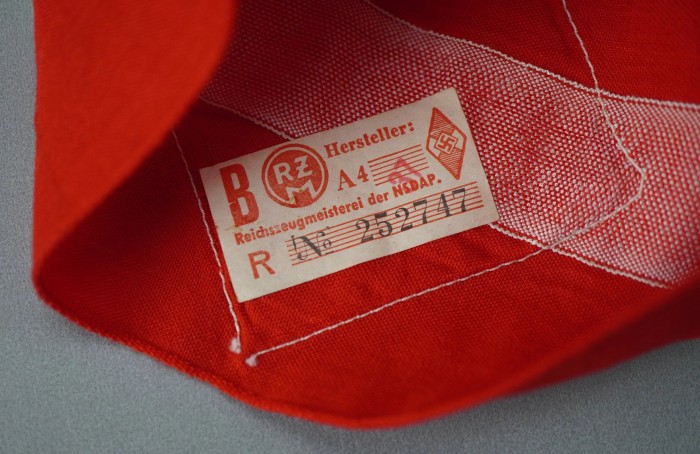 B RZM Hersteller:
A4
Reichszeugmeisterei der NSDAP.
R No 252747